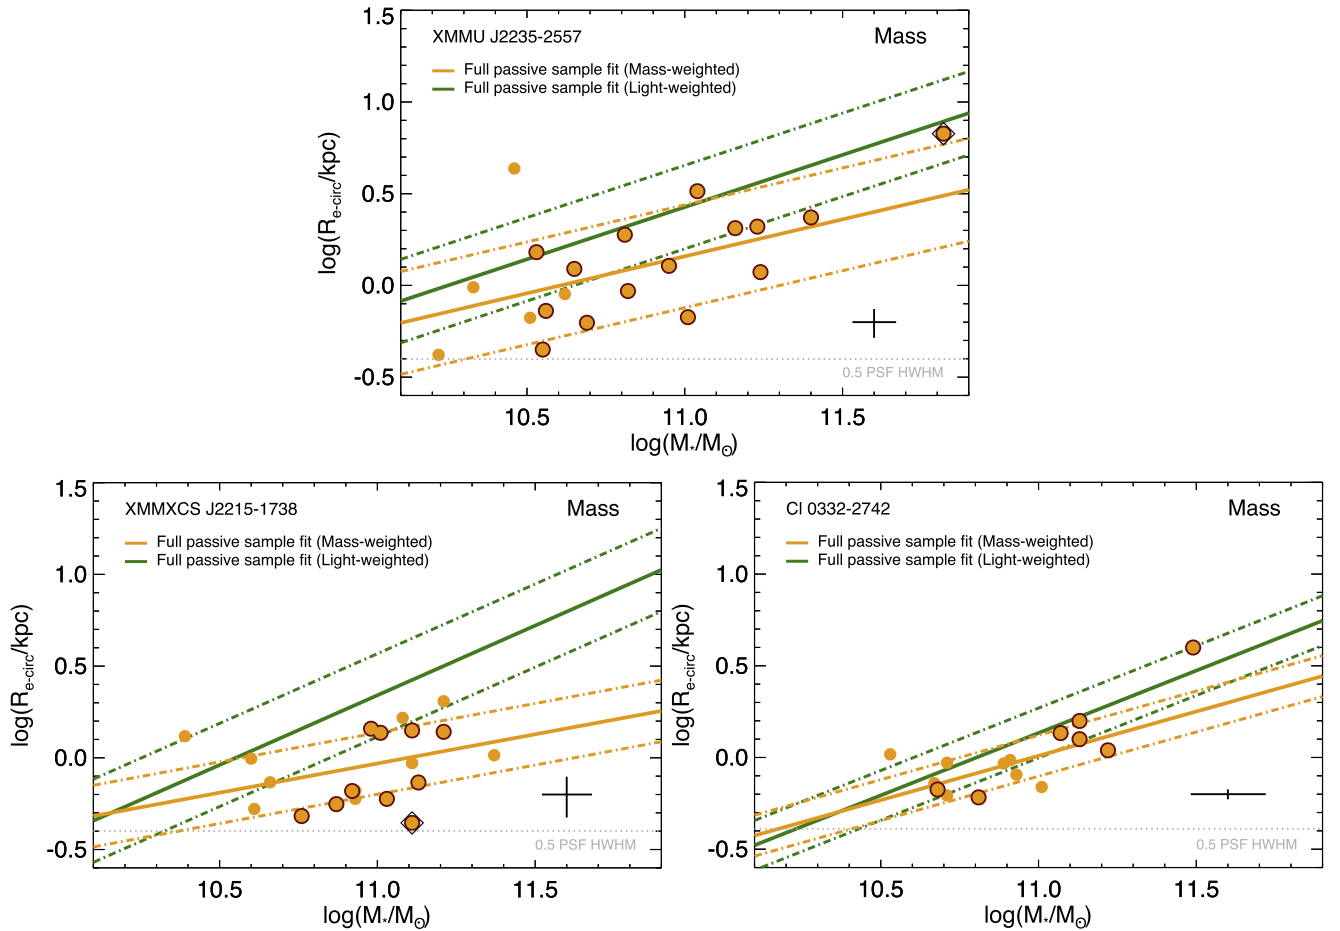 XMMU J2235-2557
Mass
Full passive sample fit (Mass-weighted)
Full passive sample fit (Light-weighted)
1.5
1.0
0.5
0.0
-0.5
log(Re-circ/kpc)
0.5 PSF HWHM
10.5 11.0 11.5
log(M*/M⊙)
XMMXCS J2215-1738
Mass
Full passive sample fit (Mass-weighted)
Full passive sample fit (Light-weighted)
1.5
1.0
0.5
0.0
-0.5
log(Re-circ/kpc)
0.5 PSF HWHM
10.5 11.0 11.5
log(M*/M⊙)
Cl 0332-2742
Mass
Full passive sample fit (Mass-weighted)
Full passive sample fit (Light-weighted)
1.5
1.0
0.5
0.0
-0.5
log(Re-circ/kpc)
0.5 PSF HWHM
10.5 11.0 11.5
log(M*/M⊙)